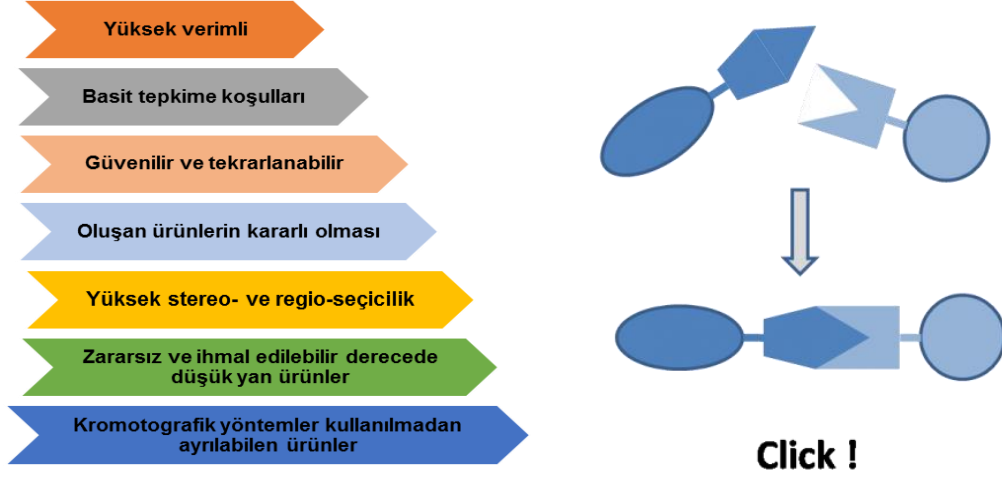 Yüksek verimli
Basit tepkime koşulları
Güvenilir ve tekrarlanabilir
Oluşan ürünlerin kararlı olması
Yüksek stereo- ve regio-seçicilik
Zararsız ve ihmal edilebilir derecede
düşük yan ürünler
Kromotografik yöntemler kullanılmadan
ayrılabilen ürünler
Click !